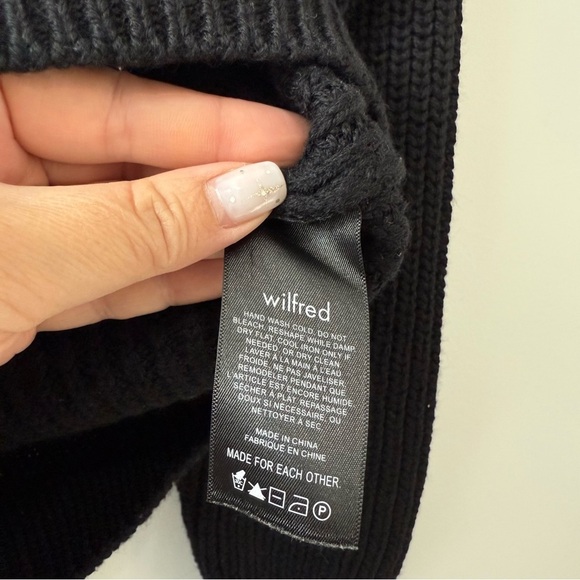 wilfred
HAND WASH COLD, DO NOT
BLEACH. RESHAPE WHILE DAMP.
DRY FLAT, COOL IRON ONLY IF
NEEDED, OR DRY CLEAN
LAVER À LA MAIN À L'EAU
FROIDE, NE PAS JAVELISER.
REMODELER PENDANT QUE
L'ARTICLE EST ENCORE HUMIDE
SÉCHER À PLAT, REPASSAGE
DOUX SI NÉCESSAIRE, OU
NETTOYER À SEC
MADE IN CHINA
FABRIQUÉ EN CHINE
MADE FOR EACH OTHER.
P